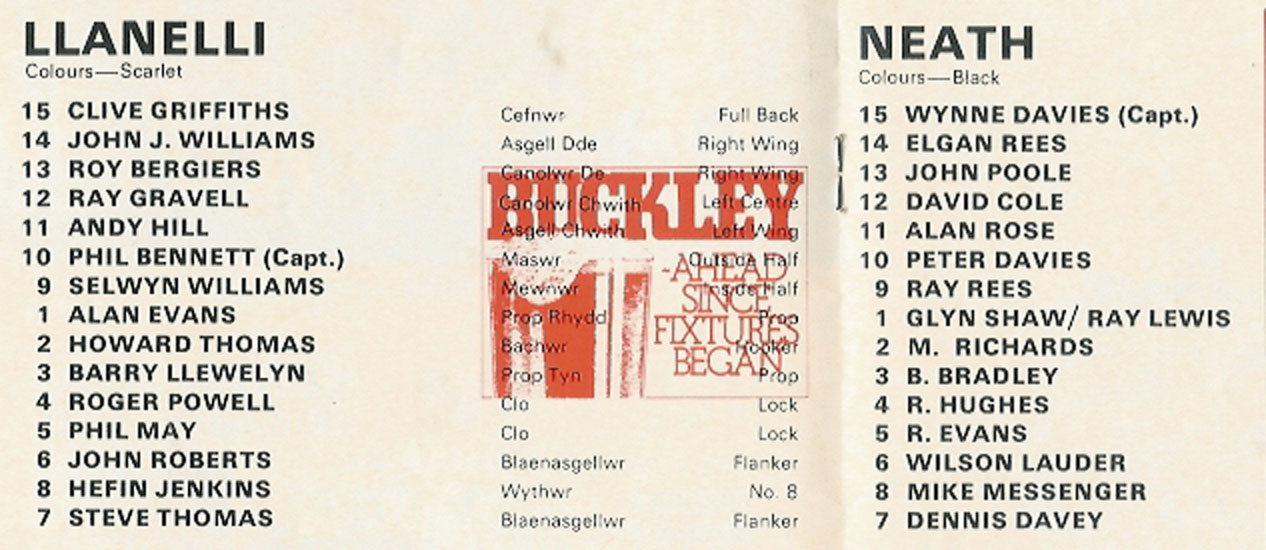 LLANELLI
Colours—Scarlet
15 CLIVE GRIFFITHS
14 JOHN J. WILLIAMS
13 ROY BERGIERS
12 RAY GRAVELL
11 ANDY HILL
10 PHIL BENNETT (Capt.)
9 SELWYN WILLIAMS
1 ALAN EVANS
2 HOWARD THOMAS
3 BARRY LLEWELYN
4 ROGER POWELL
5 PHIL MAY
6 JOHN ROBERTS
8 HEFIN JENKINS
7 STEVE THOMAS
Cefnwr Full Back
Asgell Dde Right Wing
Canolwr De Right Wing
Canolwr Chwith Left Centre
Asgell Chwith Left Wing
Maswr Outside Half
Mewnwr Inside Half
Prop Rhydd Prop
Bachwr Hooker
Prop Tyn Prop
Clo Lock
Clo Lock
Blaenasgellwr Flanker
Wythwr No. 8
Blaenasgellwr Flanker
BUCKLEY
-AHEAD
SINCE
FIXTURES
BEGAN
NEATH
Colours—Black
15 WYNNE DAVIES (Capt.)
14 ELGAN REES
13 JOHN POOLE
12 DAVID COLE
11 ALAN ROSE
10 PETER DAVIES
9 RAY REES
1 GLYN SHAW/ RAY LEWIS
2 M. RICHARDS
3 B. BRADLEY
4 R. HUGHES
5 R. EVANS
6 WILSON LAUDER
8 MIKE MESSENGER
7 DENNIS DAVEY